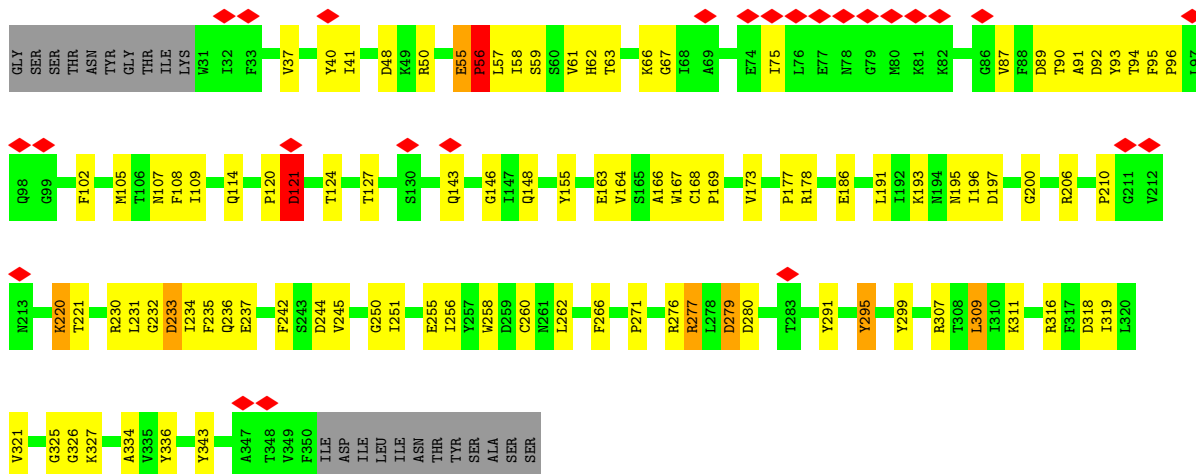 GLY SER SER THR ASN TYR GLY THR ILE LYS W31 I32 F33 V37 Y40 I41 D48 K49 R50 E55 P56 L57 I58 S59 S60 V61 H62 T63 K66 G67 I68 A69 E74 I75 L76 E77 N78 G79 M80 K81 K82 G86 V87 F88 D89 T90 A91 D92 Y93 T94 F95 P96 L97
Q98 G99 F102 M105 T106 N107 F108 I109 Q114 P120 D121 T124 T127 S130 Q143 G146 I147 Q148 Y155 E163 V164 S165 A166 W167 C168 P169 V173 P177 R178 E186 L191 I192 K193 N194 N195 I196 D197 G200 R206 P210 G211 V212
N213 K220 T221 R230 L231 G232 D233 I234 F235 Q236 E237 F242 S243 D244 V245 G250 I251 E255 I256 Y257 W258 D259 C260 N261 L262 F266 P271 R276 R277 L278 D279 D280 T283 Y291 Y295 Y299 R307 T308 L309 I310 K311 R316 F317 D318 I319 L320
V321 G325 G326 K327 A334 V335 Y336 Y343 A347 T348 V349 F350 ILE ASP ILE LEU ILE ASN THR TYR SER ALA SER SER